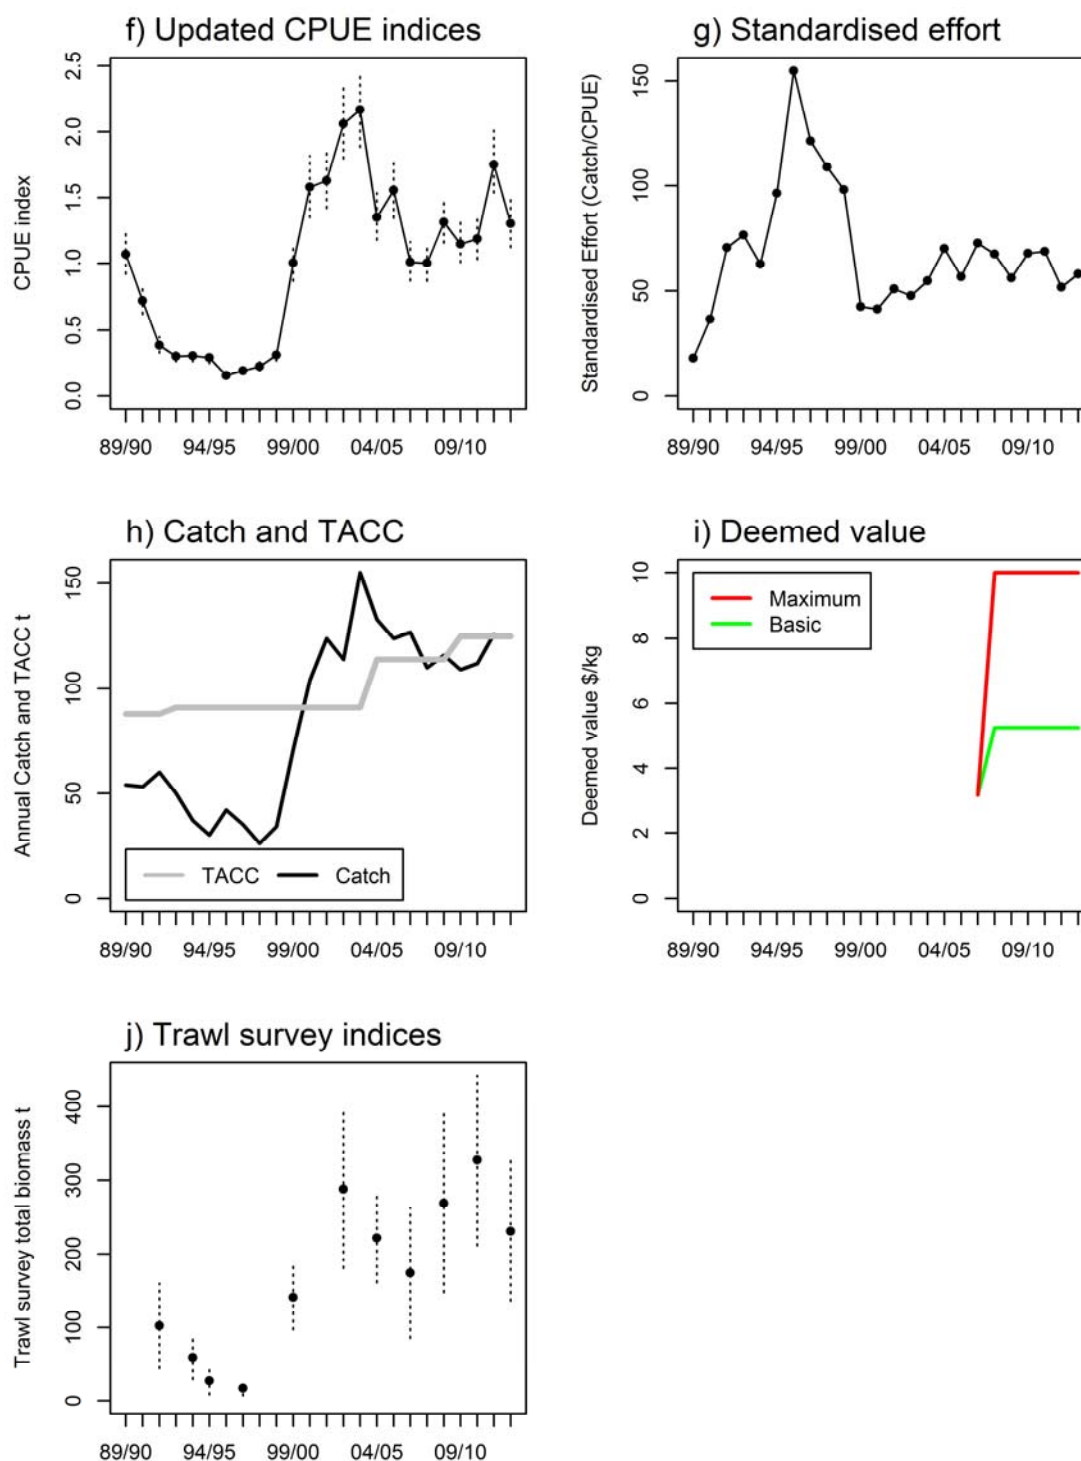 f) Updated CPUE indices
CPUE index
2.5
2.0
1.5
1.0
0.5
0.0
89/90 94/95 99/00 04/05 09/10
g) Standardised effort
Standardised Effort (Catch/CPUE)
150
100
50
0
89/90 94/95 99/00 04/05 09/10
h) Catch and TACC
Annual Catch and TACC t
150
100
50
0
TACC Catch
89/90 94/95 99/00 04/05 09/10
i) Deemed value
Deemed value $/kg
10
8
6
4
2
0
Maximum
Basic
89/90 94/95 99/00 04/05 09/10
j) Trawl survey indices
Trawl survey total biomass t
400
300
200
100
0
89/90 94/95 99/00 04/05 09/10